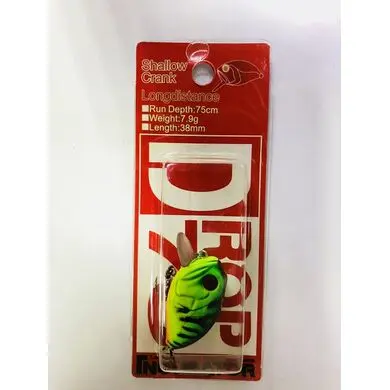 Shallow
Crank
Longdistance
Run Depth:75cm
Weight:7.9g
Length:38mm
DROP